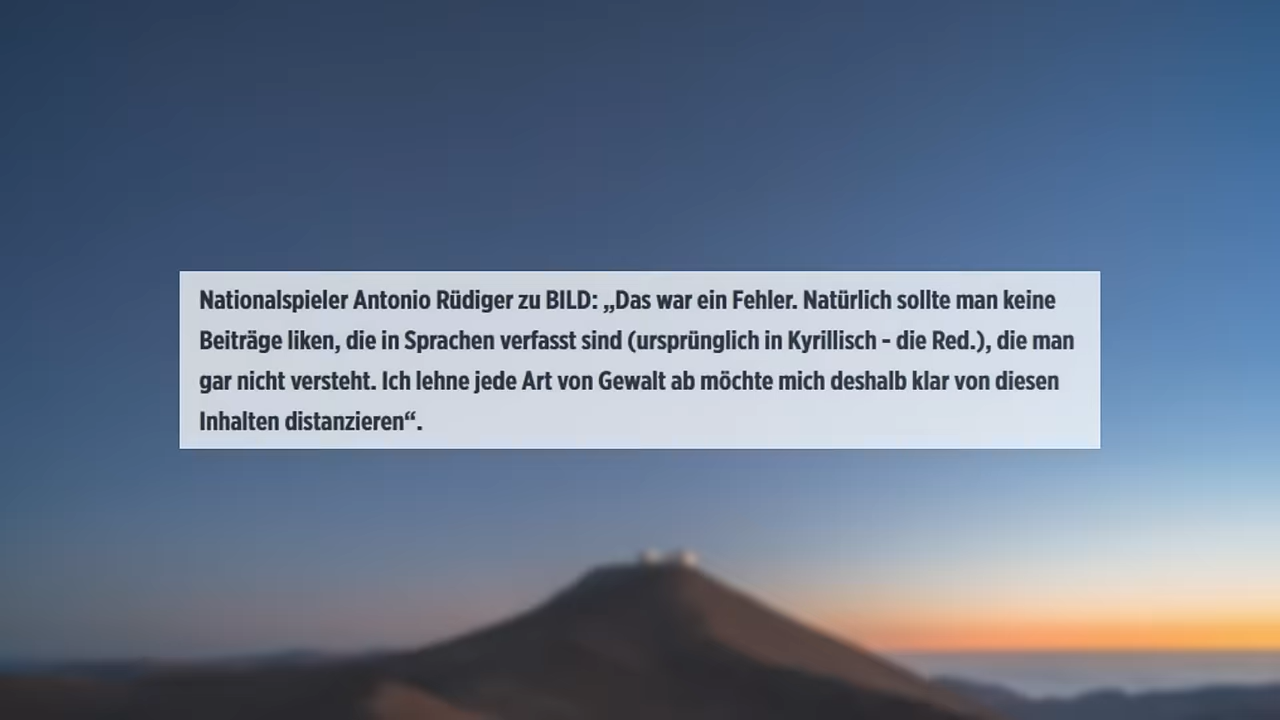 Nationalspieler Antonio Rüdiger zu BILD: „Das war ein Fehler. Natürlich sollte man keine
Beiträge liken, die in Sprachen verfasst sind (ursprünglich in Kyrillisch - die Red.), die man
gar nicht versteht. Ich lehne jede Art von Gewalt ab möchte mich deshalb klar von diesen
Inhalten distanzieren“.